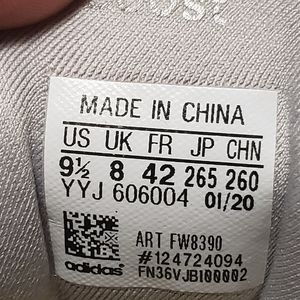 MADE IN CHINA
US UK FR JP CHN
9½ 8 42 265 260
YYJ 606004 01/20
ART FW8390
#124724094
adidas FN36VJB100002